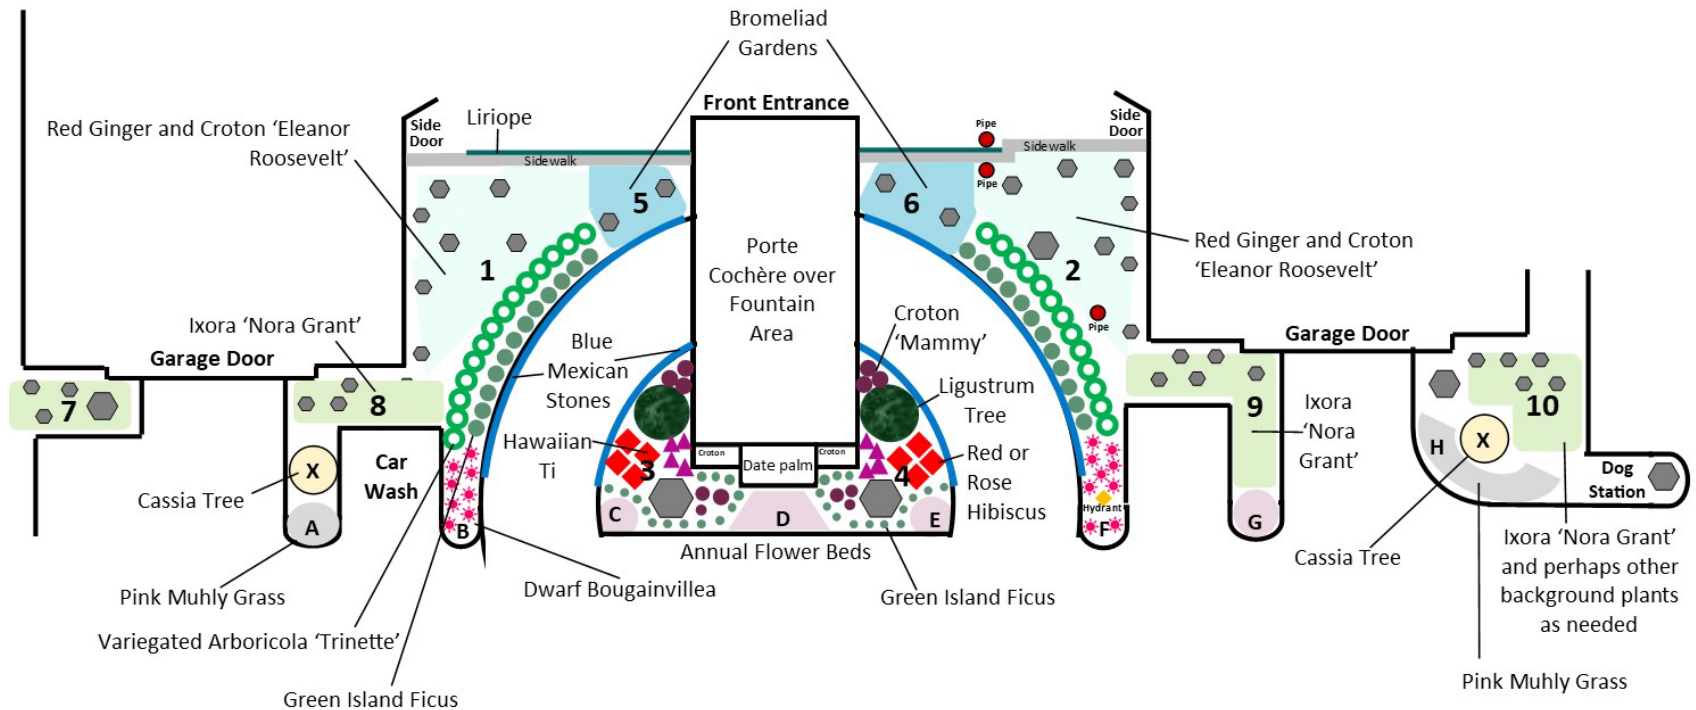 Bromeliad
Gardens
Front Entrance
Side
Door
Liriope
Sidewalk
Red Ginger and Croton ‘Eleanor
Roosevelt’
Pipe
Pipe
Side
Door
Sidewalk
5
6
1
2
Porte
Cochère over
Fountain
Area
Red Ginger and Croton
‘Eleanor Roosevelt’
Pipe
Ixora ‘Nora Grant’
Garage Door
Blue
Mexican
Stones
Croton
‘Mammy’
Garage Door
Ligustrum
Tree
7
8
9
10
Ixora
‘Nora
Grant’
Hawaiian
Ti
3
Croton
Croton
Date palm
4
Red or
Rose
Hibiscus
X
Car
Wash
Cassia Tree
X
H
Dog
Station
A
B
C
D
E
Hydrant
F
G
Annual Flower Beds
Cassia Tree
Ixora ‘Nora Grant’
and perhaps other
background plants
as needed
Pink Muhly Grass
Dwarf Bougainvillea
Green Island Ficus
Variegated Arboricola ‘Trinette’
Green Island Ficus
Pink Muhly Grass